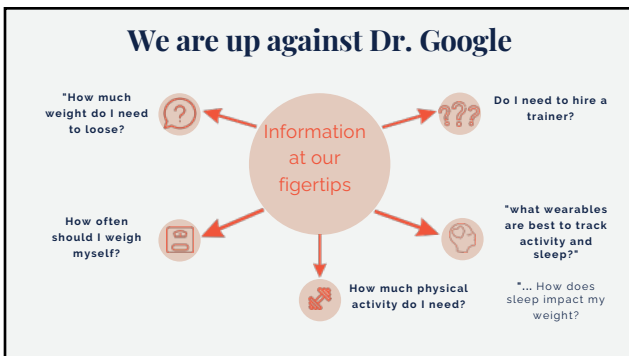 We are up against Dr. Google
"How much
weight do I need
to loose?
Do I need to hire a
trainer?
Information
at our
figertips
How often
should I weigh
myself?
"what wearables
are best to track
activity and
sleep?"
How much physical
activity do I need?
"... How does
sleep impact my
weight?